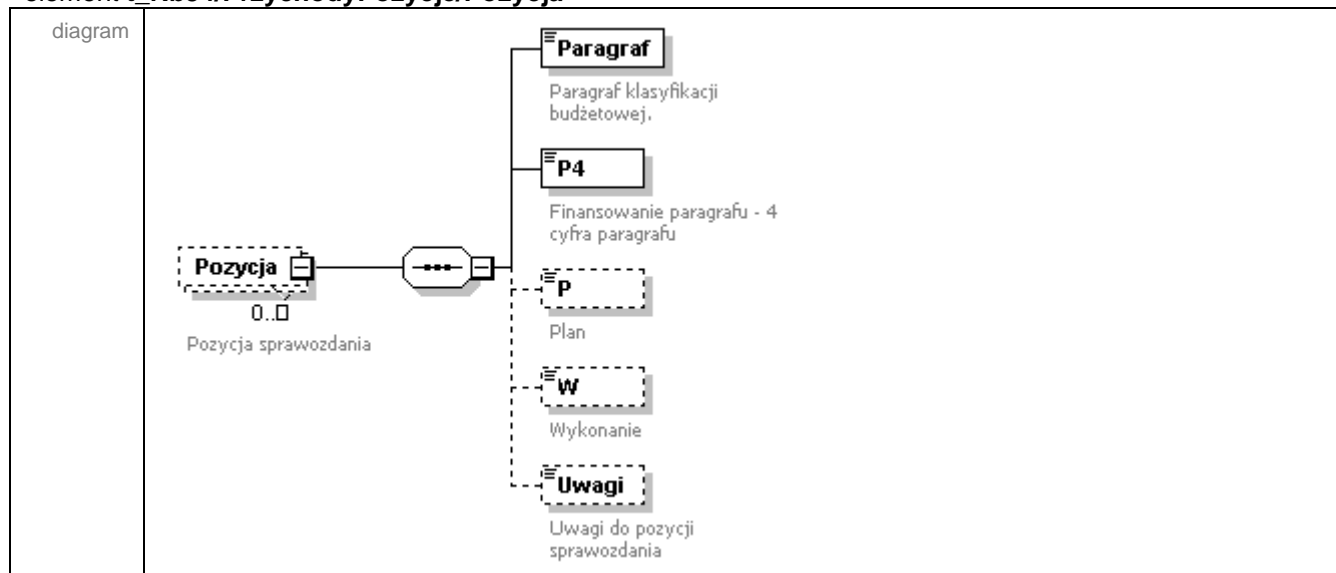 diagram
Paragraf
Paragraf klasyfikacji
budżetowej.
P4
Finansowanie paragrafu - 4
cyfra paragrafu
Pozycja
0..
Pozycja sprawozdania
P
Plan
W
Wykonanie
Uwagi
Uwagi do pozycji
sprawozdania